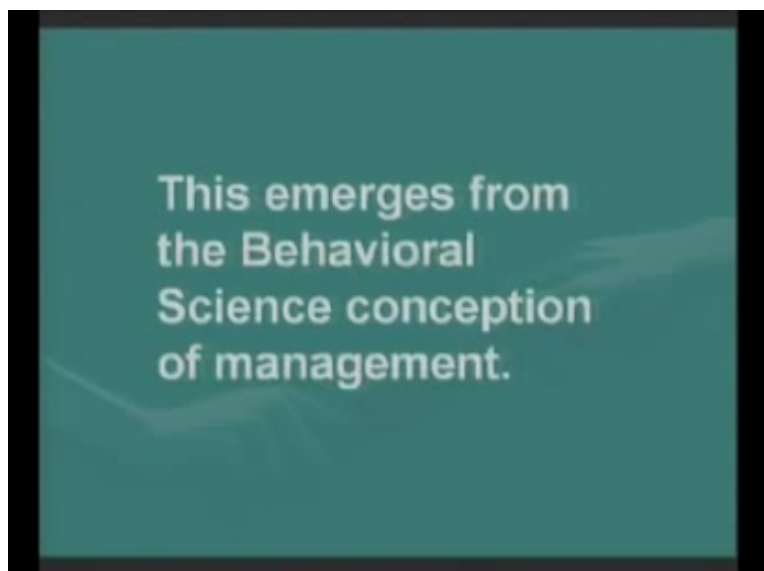 This emerges from
the Behavioral
Science conception
of management.